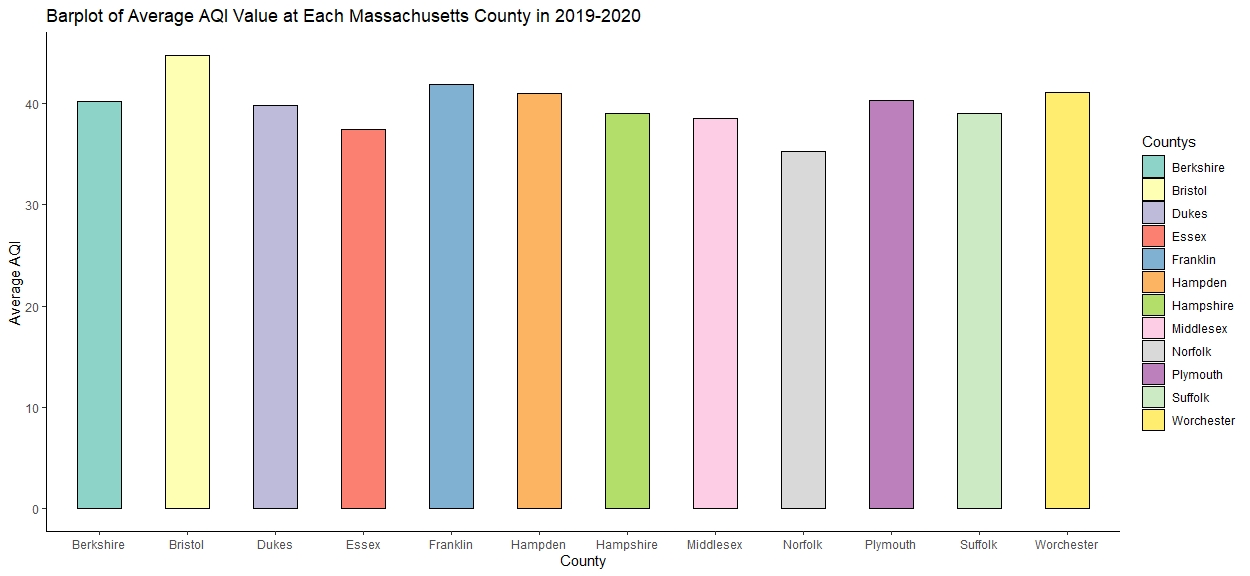 Barplot of Average AQI Value at Each Massachusetts County in 2019-2020
Average AQI
40
30
20
10
0
Berkshire Bristol Dukes Essex Franklin Hampden Hampshire Middlesex Norfolk Plymouth Suffolk Worchester
County
Countys
Berkshire
Bristol
Dukes
Essex
Franklin
Hampden
Hampshire
Middlesex
Norfolk
Plymouth
Suffolk
Worchester